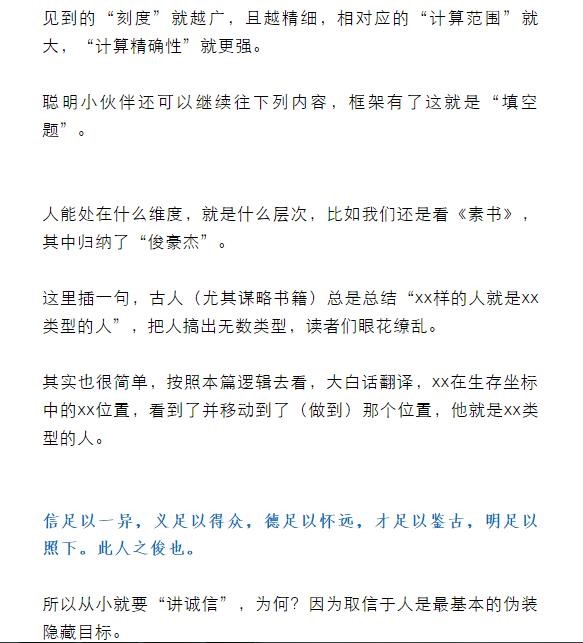 见到的“刻度”就越广，且越精细，相对应的“计算范围”就
大，“计算精确性”就更强。
聪明小伙伴还可以继续往下列内容，框架有了这就是“填空
题”。
人能处在什么维度，就是什么层次，比如我们还是看《素书》，
其中归纳了“俊豪杰”。
这里插一句，古人（尤其谋略书籍）总是总结“xx样的人就是xx
类型的人”，把人搞出无数类型，读者们眼花缭乱。
其实也很简单，按照本篇逻辑去看，大白话翻译，xx在生存坐标
中的xx位置，看到了并移动到了（做到）那个位置，他就是xx类
型的人。
信足以一异，义足以得众，德足以怀远，才足以鉴古，明足以
照下。此人之俊也。
所以从小就要“讲诚信”，为何？因为取信于人是最基本的伪装
隐藏目标。